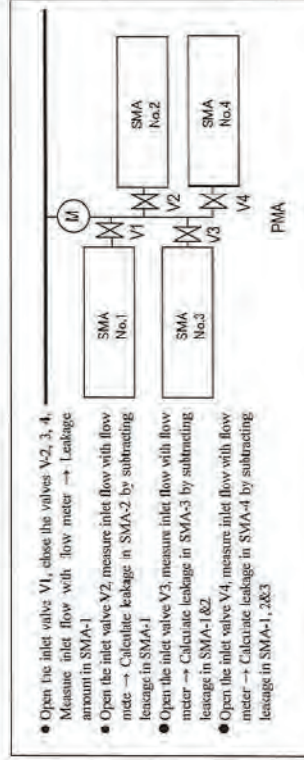 ● Open the inlet valve V1, close the valves V-2, 3, 4,
Measure inlet flow with flow meter → Leakage
amount in SMA-1
● Open the inlet valve V2, measure inlet flow with flow
mete → Calculate leakage in SMA-2 by subtracting
leacage in SMA-1
● Open the inlet valve V3, measure inlet flow with flow
meter → Calculate leakage in SMA-3 by subtracting
leacage in SMA-1&2
● Open the inlet valve V4, measure inlet flow with flow
meter → Calculate leakage in SMA-4 by subtracting
leacage in SMA-1, 2&3
M
SMA
No.1
V1
SMA
No.2
V2
SMA
No.3
V3
SMA
No.4
V4
PMA